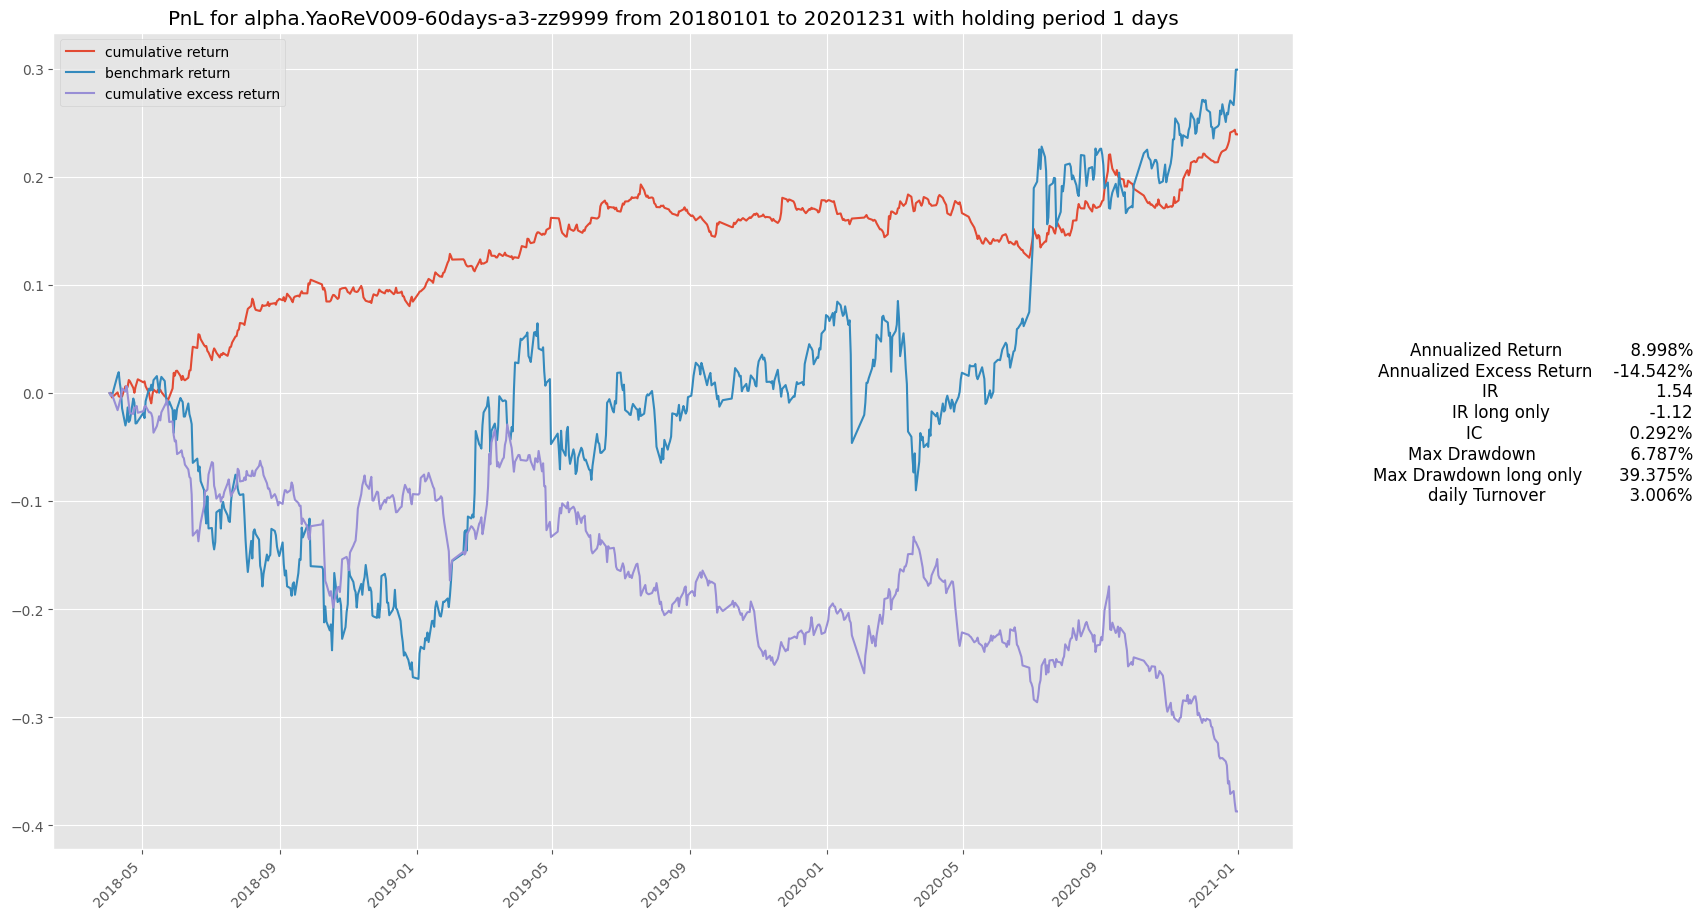 PnL for alpha.YaoReV009-60days-a3-zz9999 from 20180101 to 20201231 with holding period 1 days
cumulative return
benchmark return
cumulative excess return
0.3
0.2
0.1
0.0
−0.1
−0.2
−0.3
−0.4
2018-05
2018-09
2019-01
2019-05
2019-09
2020-01
2020-05
2020-09
2021-01
Annualized Return 8.998%
Annualized Excess Return -14.542%
IR 1.54
IR long only -1.12
IC 0.292%
Max Drawdown 6.787%
Max Drawdown long only 39.375%
daily Turnover 3.006%